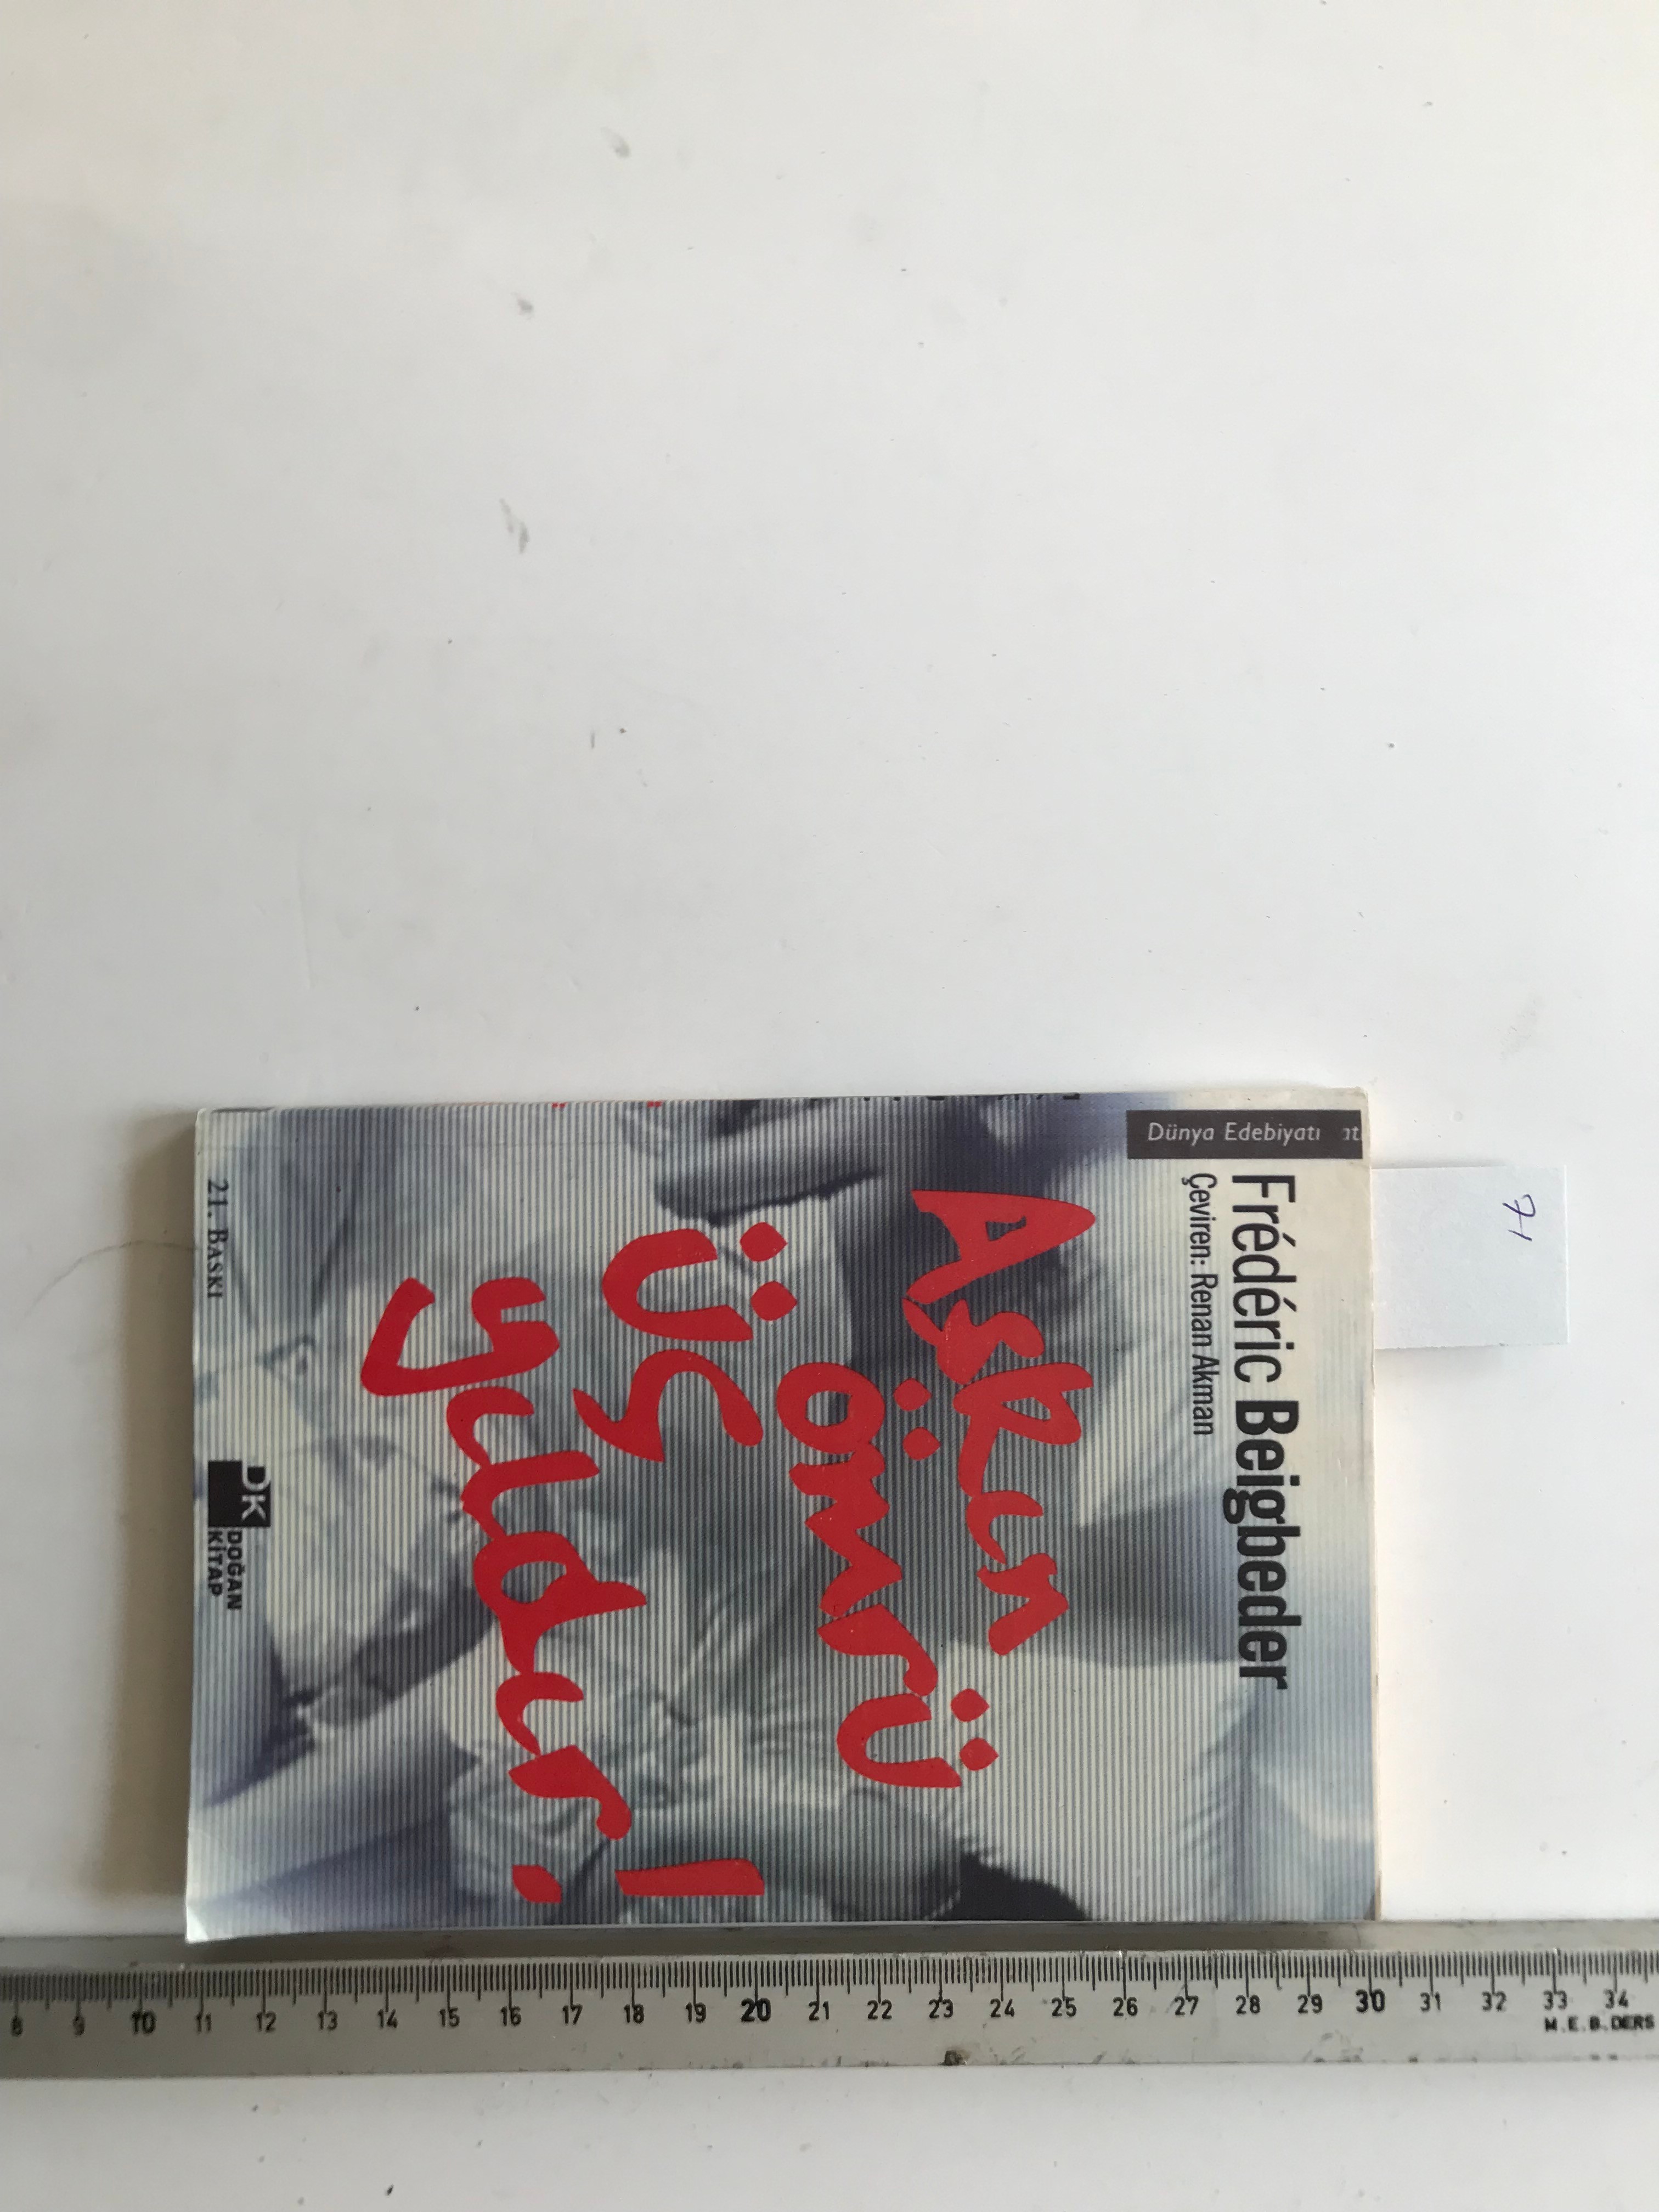 Dünya Edebiyatı
Frédéric Beigbeder
Çeviren: Renan Akman
Aşkın
ömrü
üç
yıldır!
21. BASKI
DK
DOĞAN
KİTAP
71
8 9 10 11 12 13 14 15 16 17 18 19 20 21 22 23 24 25 26 27 28 29 30 31 32 33 34
M.E.B.DERS